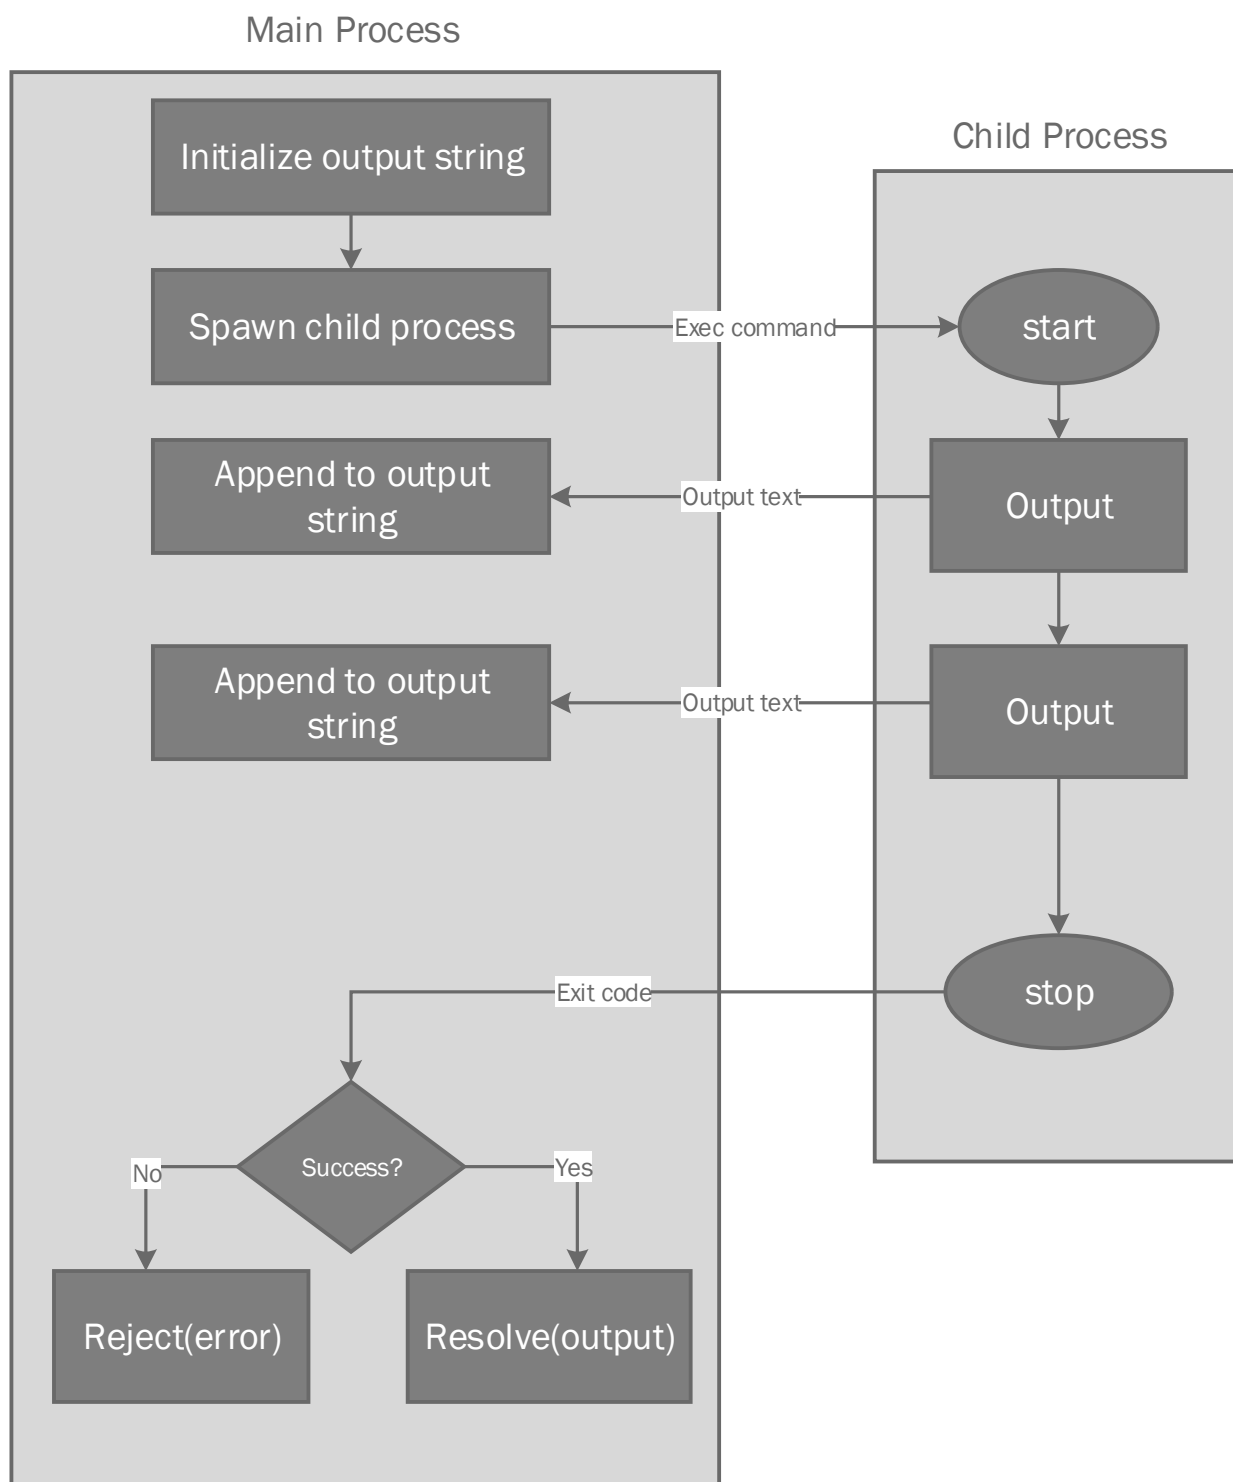 Main Process
Child Process
Initialize output string
Spawn child process
Exec command
start
Append to output
string
Output text
Output
Append to output
string
Output text
Output
Exit code
stop
Success?
No
Yes
Reject(error)
Resolve(output)